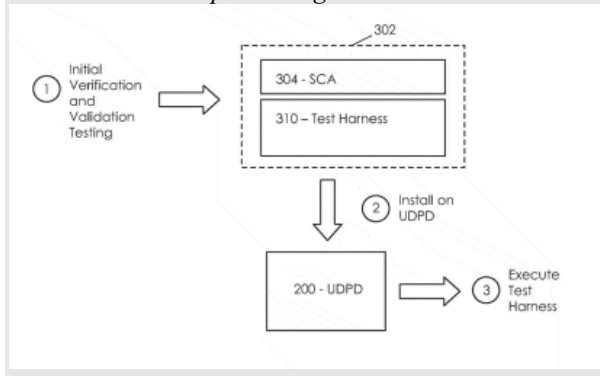 302
1
Initial
Verification
and
Validation
Testing
304 - SCA
310 – Test Harness
2
Install on
UDPD
200 - UDPD
3
Execute
Test
Harness